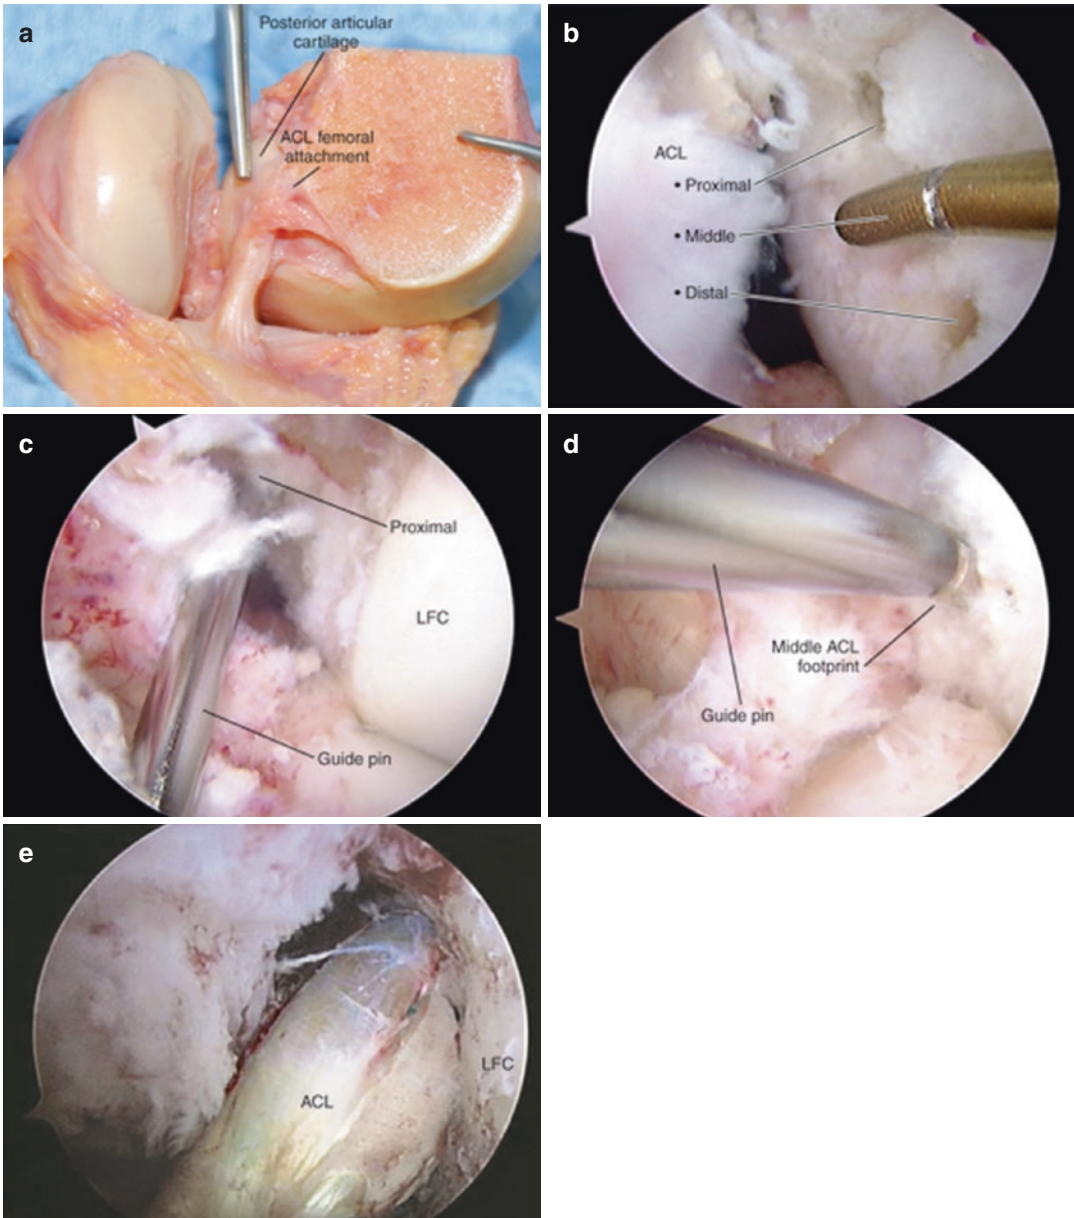 a
Posterior articular
cartilage
ACL femoral
attachment
b
ACL
• Proximal
• Middle
• Distal
c
Proximal
LFC
Guide pin
d
Middle ACL
footprint
Guide pin
e
LFC
ACL